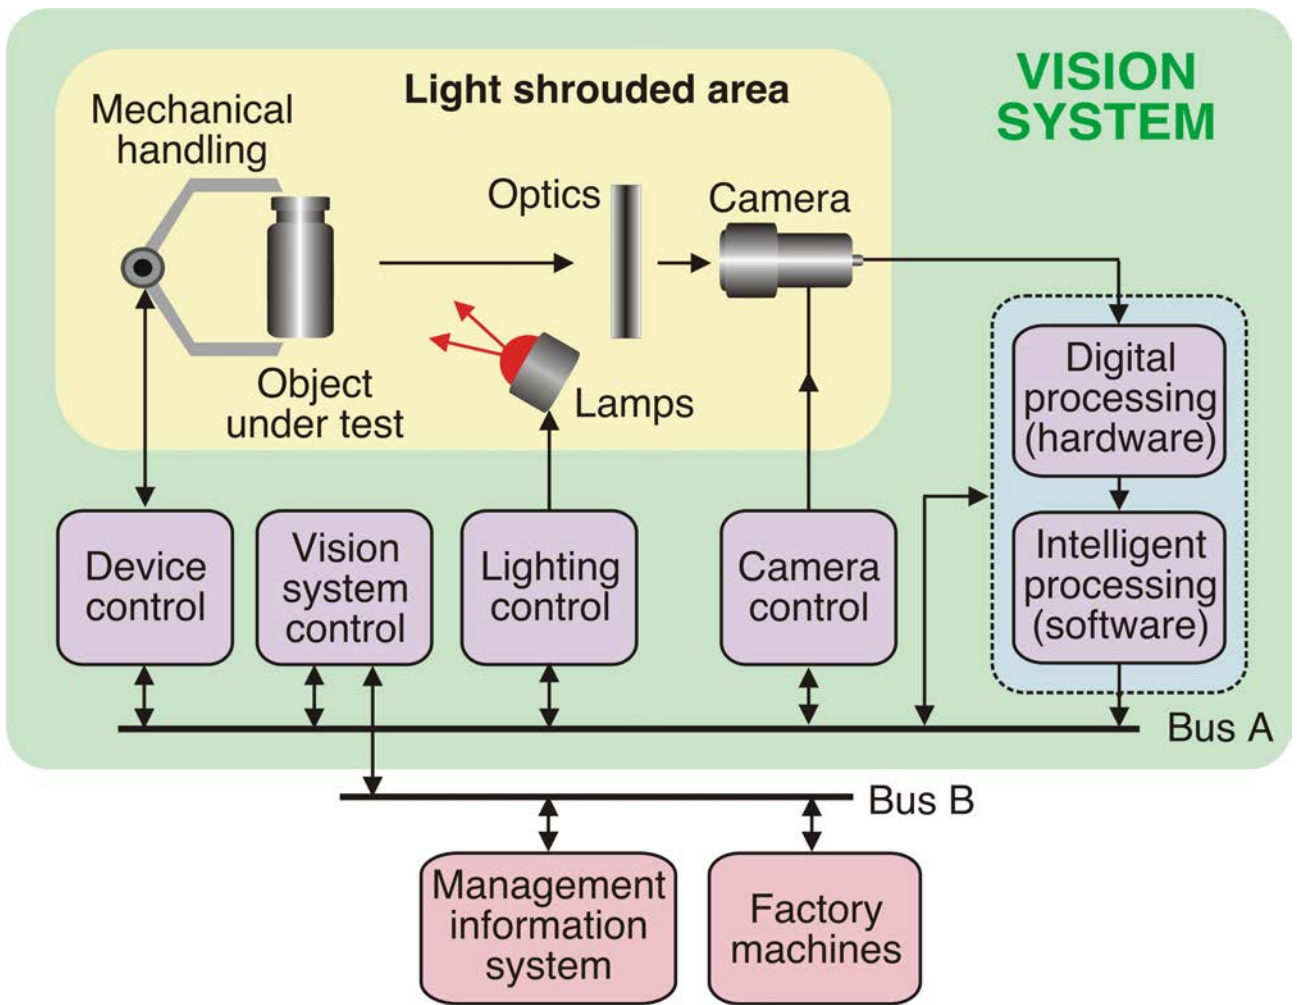 VISION
SYSTEM
Light shrouded area
Mechanical
handling
Optics
Camera
Object
under test
Lamps
Digital
processing
(hardware)
Device
control
Vision
system
control
Lighting
control
Camera
control
Intelligent
processing
(software)
Bus A
Bus B
Management
information
system
Factory
machines